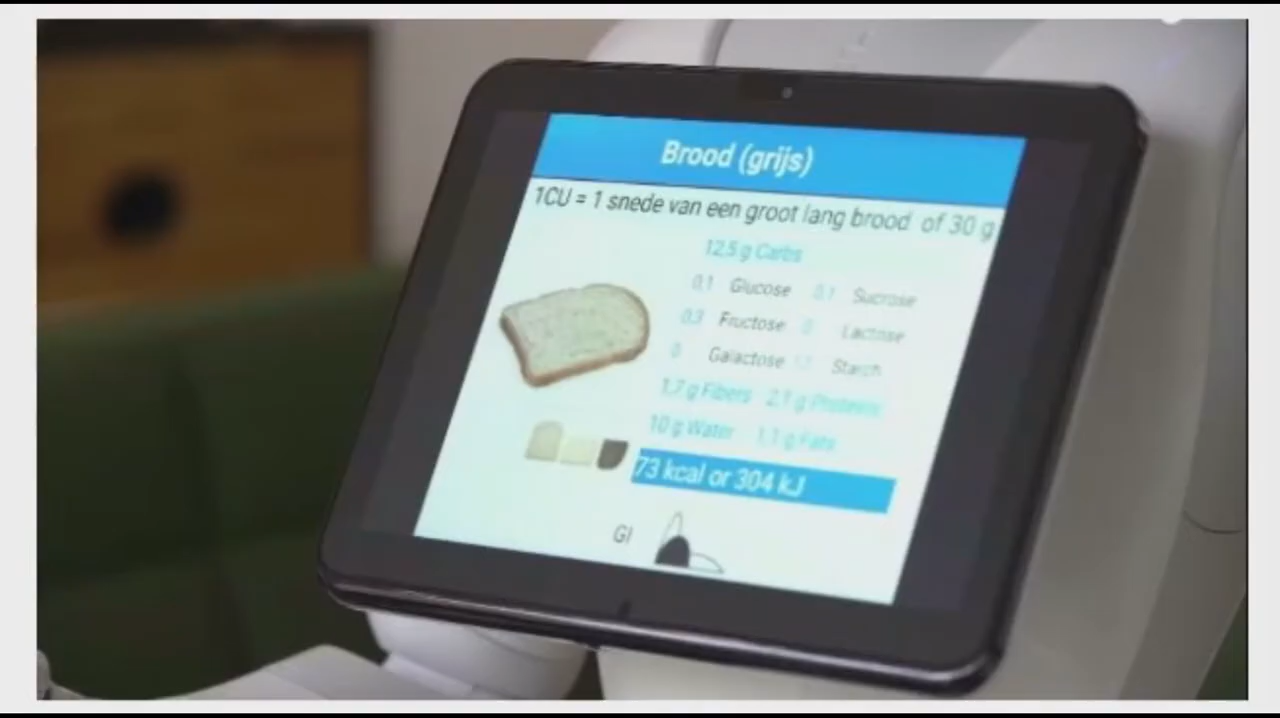 Brood (grijs)
1CU = 1 snede van een groot lang brood of 30 g
12,5 g Carbs
0.1 Glucose 0.1 Sucrose
0.3 Fructose 0 Lactose
0 Galactose Starch
1.7 g Fibers 2.1 g Proteins
10 g Water 1.1 g Fats
73 kcal or 304 kJ
GI